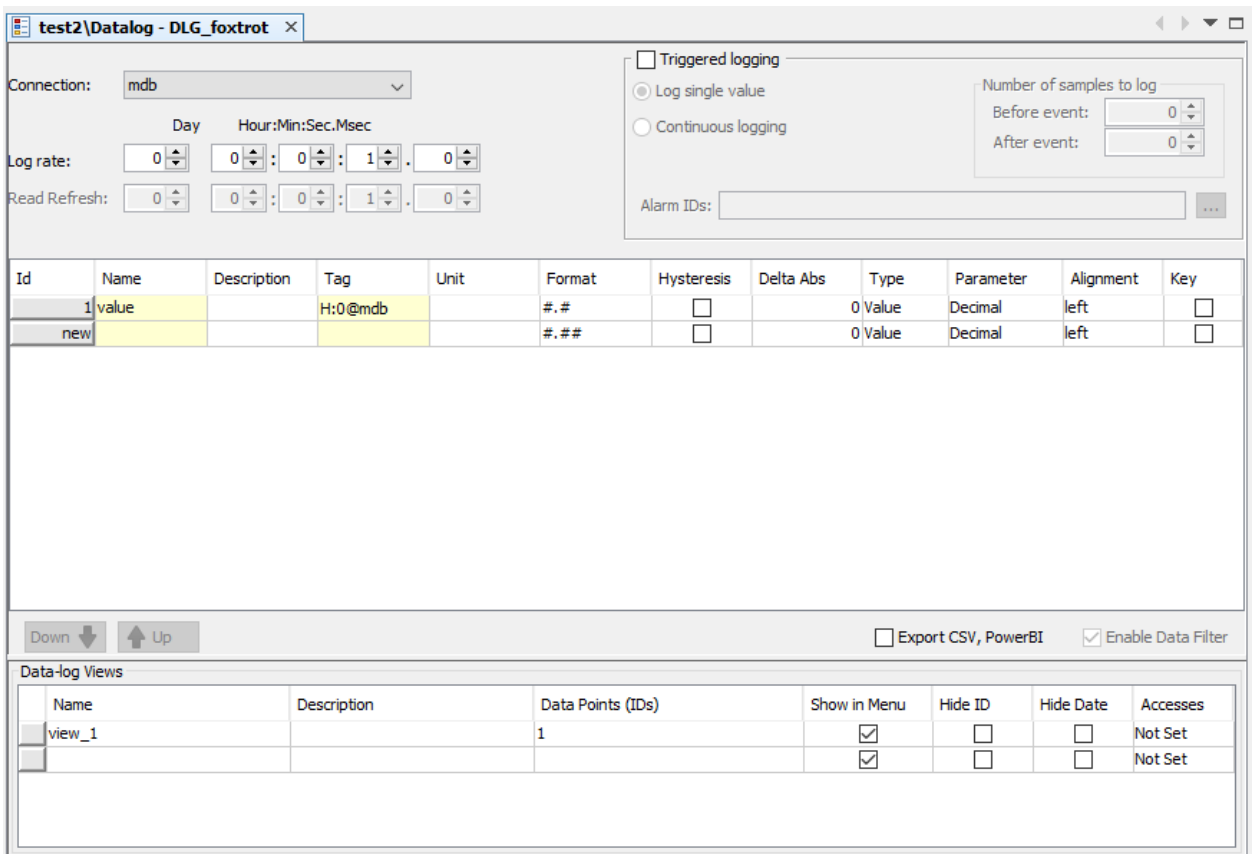 test2\Datalog - DLG_foxtrot ×
Triggered logging
Connection: mdb
Log single value
Number of samples to log
Before event: 0
Day Hour:Min:Sec.Msec
Continuous logging
After event: 0
Log rate: 0 0 : 0 : 1 . 0
Read Refresh: 0 0 : 0 : 1 . 0
Alarm IDs: ...
Id Name Description Tag Unit Format Hysteresis Delta Abs Type Parameter Alignment Key
1 value H:0@mdb #.# 0 Value Decimal left
new #.## 0 Value Decimal left
Down Up Export CSV, PowerBI Enable Data Filter
Data-log Views
Name Description Data Points (IDs) Show in Menu Hide ID Hide Date Accesses
view_1 1 Not Set
Not Set